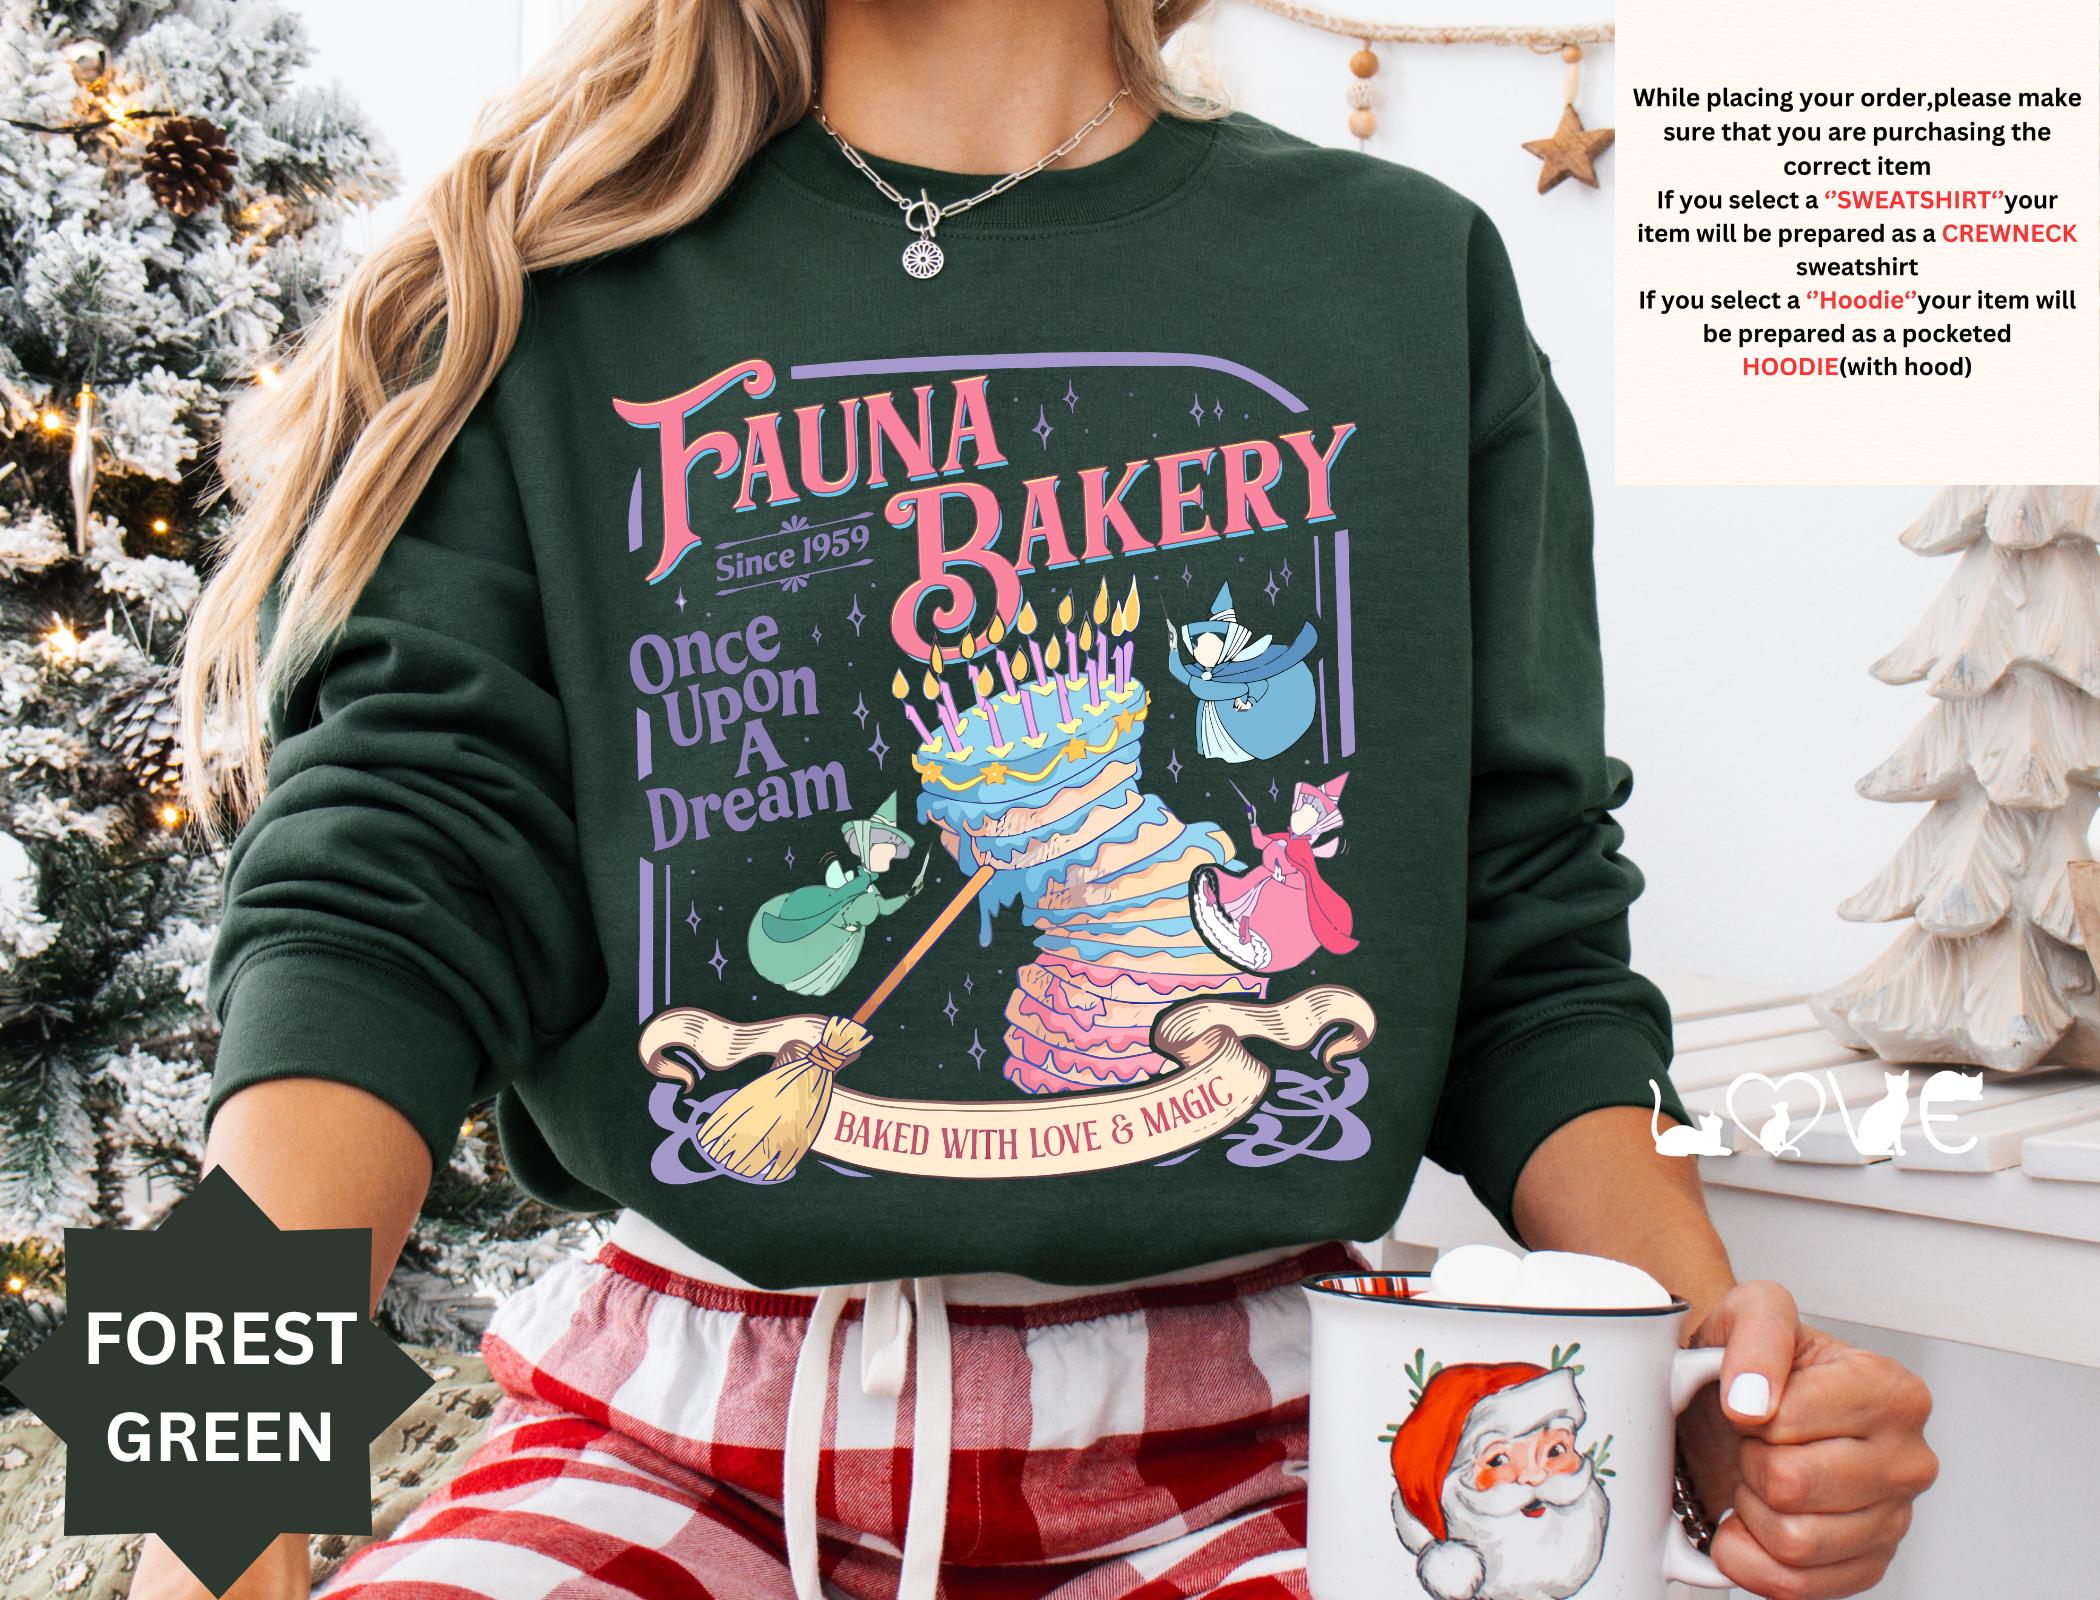 While placing your order,please make
sure that you are purchasing the
correct item
If you select a ‘’SWEATSHIRT‘’your
item will be prepared as a CREWNECK
sweatshirt
If you select a ‘’Hoodie‘’your item will
be prepared as a pocketed
HOODIE(with hood)
FAUNA
BAKERY
Since 1959
Once
Upon
A
Dream
BAKED WITH LOVE & MAGIC
LOVE
FOREST
GREEN